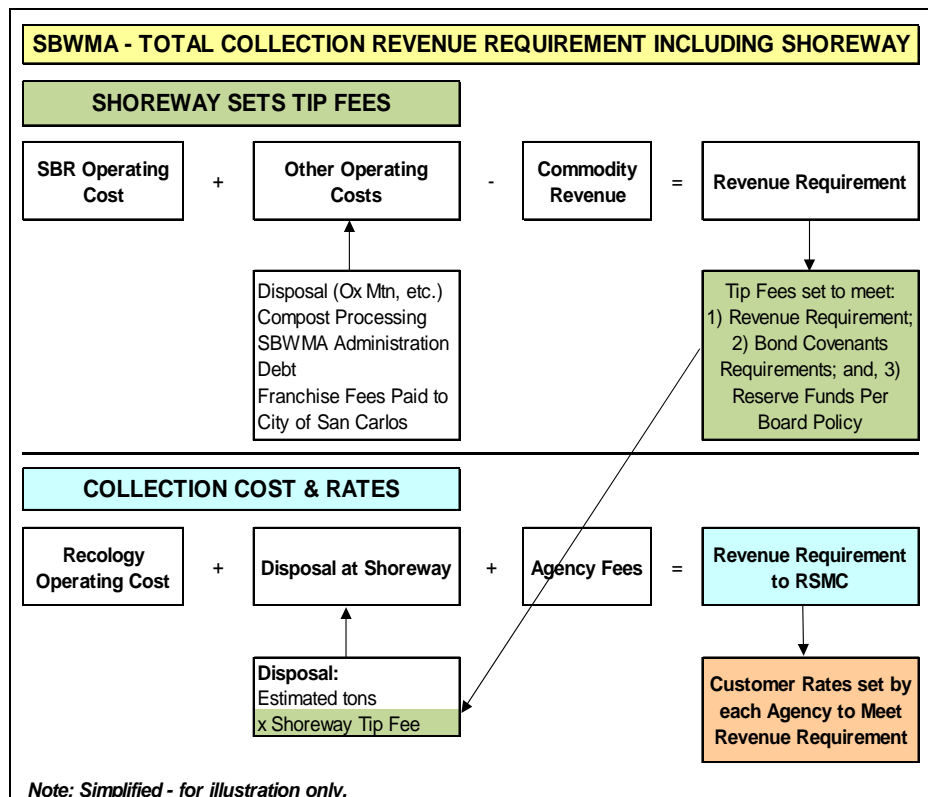 SBWMA - TOTAL COLLECTION REVENUE REQUIREMENT INCLUDING SHOREWAY
SHOREWAY SETS TIP FEES
SBR Operating
Cost
+
Other Operating
Costs
-
Commodity
Revenue
=
Revenue Requirement
Disposal (Ox Mtn, etc.)
Compost Processing
SBWMA Administration
Debt
Franchise Fees Paid to
City of San Carlos
Tip Fees set to meet:
1) Revenue Requirement;
2) Bond Covenants
Requirements; and, 3)
Reserve Funds Per
Board Policy
COLLECTION COST & RATES
Recology
Operating Cost
+
Disposal at Shoreway
+
Agency Fees
=
Revenue Requirement
to RSMC
Disposal:
Estimated tons
x Shoreway Tip Fee
Customer Rates set by
each Agency to Meet
Revenue Requirement
Note: Simplified - for illustration only.